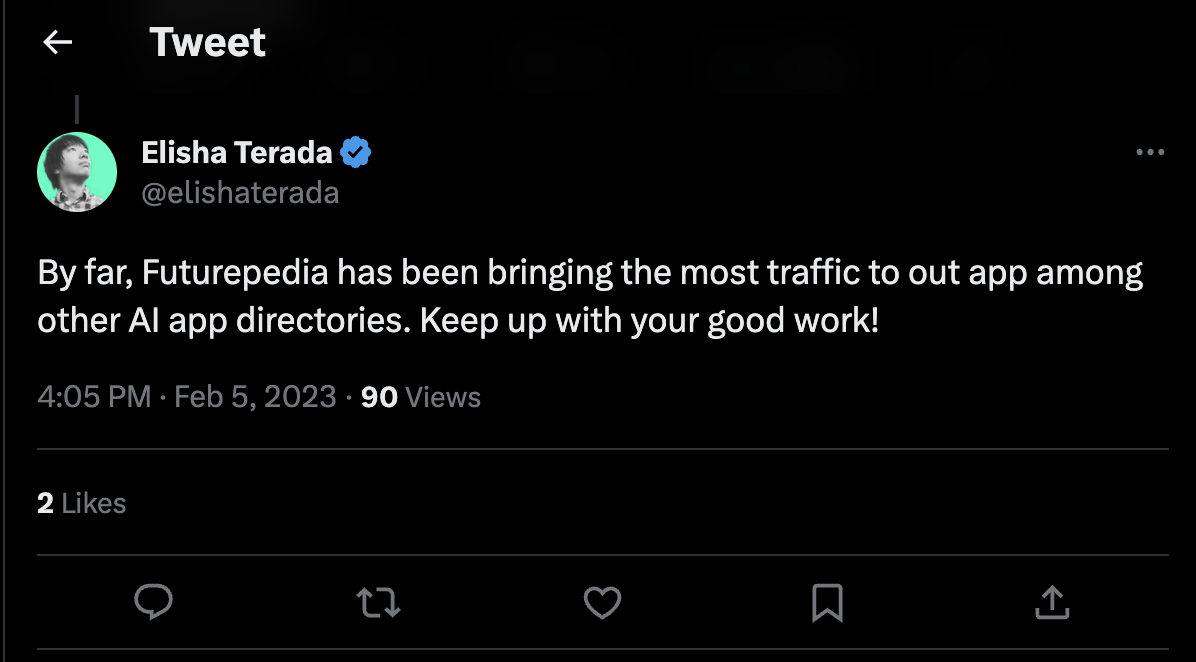 Tweet
Elisha Terada
@elishaterada
By far, Futurepedia has been bringing the most traffic to out app among
other AI app directories. Keep up with your good work!
4:05 PM · Feb 5, 2023 · 90 Views
2 Likes